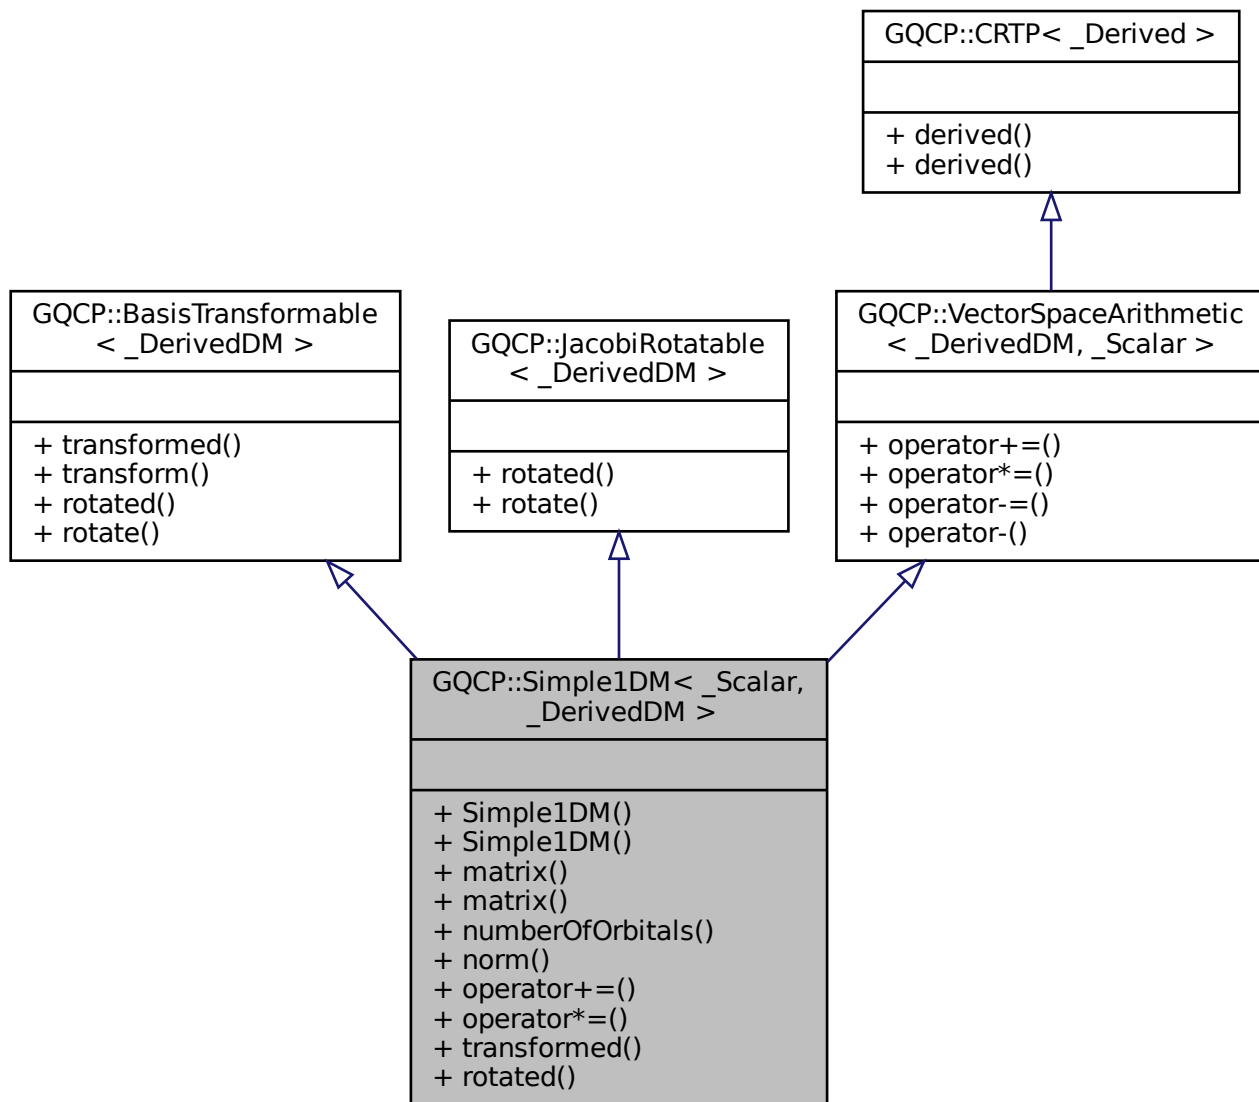 GQCP::CRTP< _Derived >
+ derived()
+ derived()
GQCP::BasisTransformable
< _DerivedDM >
+ transformed()
+ transform()
+ rotated()
+ rotate()
GQCP::JacobiRotatable
< _DerivedDM >
+ rotated()
+ rotate()
GQCP::VectorSpaceArithmetic
< _DerivedDM, _Scalar >
+ operator+=()
+ operator*=()
+ operator-=()
+ operator-()
GQCP::Simple1DM< _Scalar,
_DerivedDM >
+ Simple1DM()
+ Simple1DM()
+ matrix()
+ matrix()
+ numberOfOrbitals()
+ norm()
+ operator+=()
+ operator*=()
+ transformed()
+ rotated()